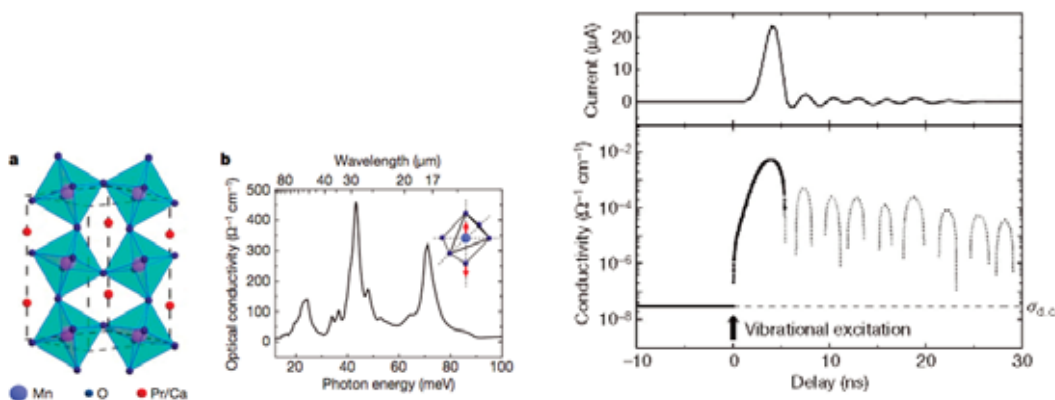 a
Mn
O
Pr/Ca
b
Wavelength (μm)
80
40
30
20
17
Optical conductivity (Ω⁻¹ cm⁻¹)
500
400
300
200
100
0
20
40
60
80
100
Photon energy (meV)
Current (μA)
20
10
0
Conductivity (Ω⁻¹ cm⁻¹)
10⁻²
10⁻⁴
10⁻⁶
10⁻⁸
Vibrational excitation
-10
0
10
20
30
Delay (ns)